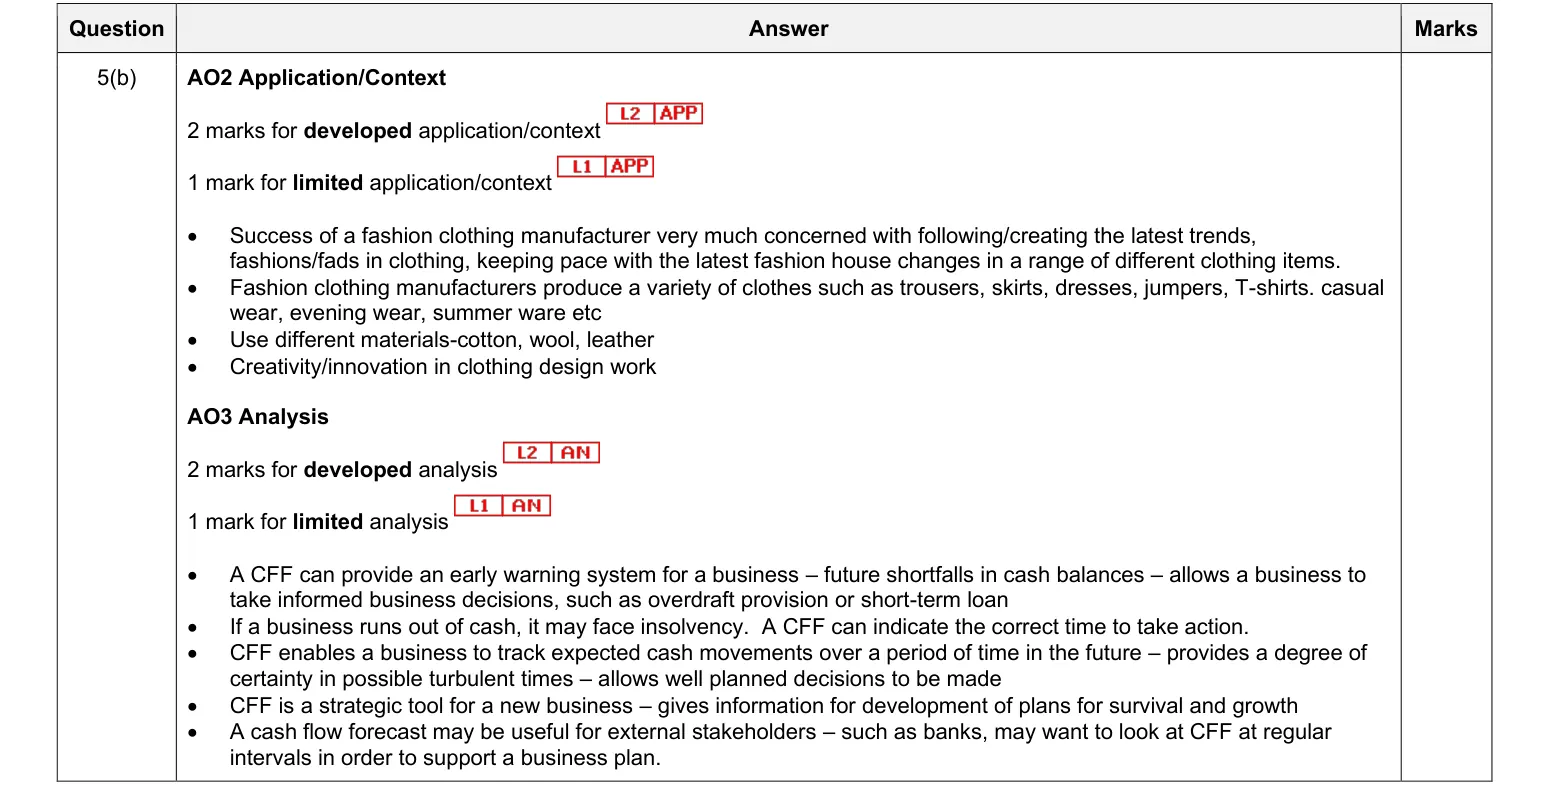 Question Answer Marks
5(b) AO2 Application/Context
2 marks for developed application/context L2 APP
1 mark for limited application/context L1 APP
• Success of a fashion clothing manufacturer very much concerned with following/creating the latest trends,
fashions/fads in clothing, keeping pace with the latest fashion house changes in a range of different clothing items.
• Fashion clothing manufacturers produce a variety of clothes such as trousers, skirts, dresses, jumpers, T-shirts. casual
wear, evening wear, summer ware etc
• Use different materials-cotton, wool, leather
• Creativity/innovation in clothing design work
AO3 Analysis
2 marks for developed analysis L2 AN
1 mark for limited analysis L1 AN
• A CFF can provide an early warning system for a business – future shortfalls in cash balances – allows a business to
take informed business decisions, such as overdraft provision or short-term loan
• If a business runs out of cash, it may face insolvency.  A CFF can indicate the correct time to take action.
• CFF enables a business to track expected cash movements over a period of time in the future – provides a degree of
certainty in possible turbulent times – allows well planned decisions to be made
• CFF is a strategic tool for a new business – gives information for development of plans for survival and growth
• A cash flow forecast may be useful for external stakeholders – such as banks, may want to look at CFF at regular
intervals in order to support a business plan.